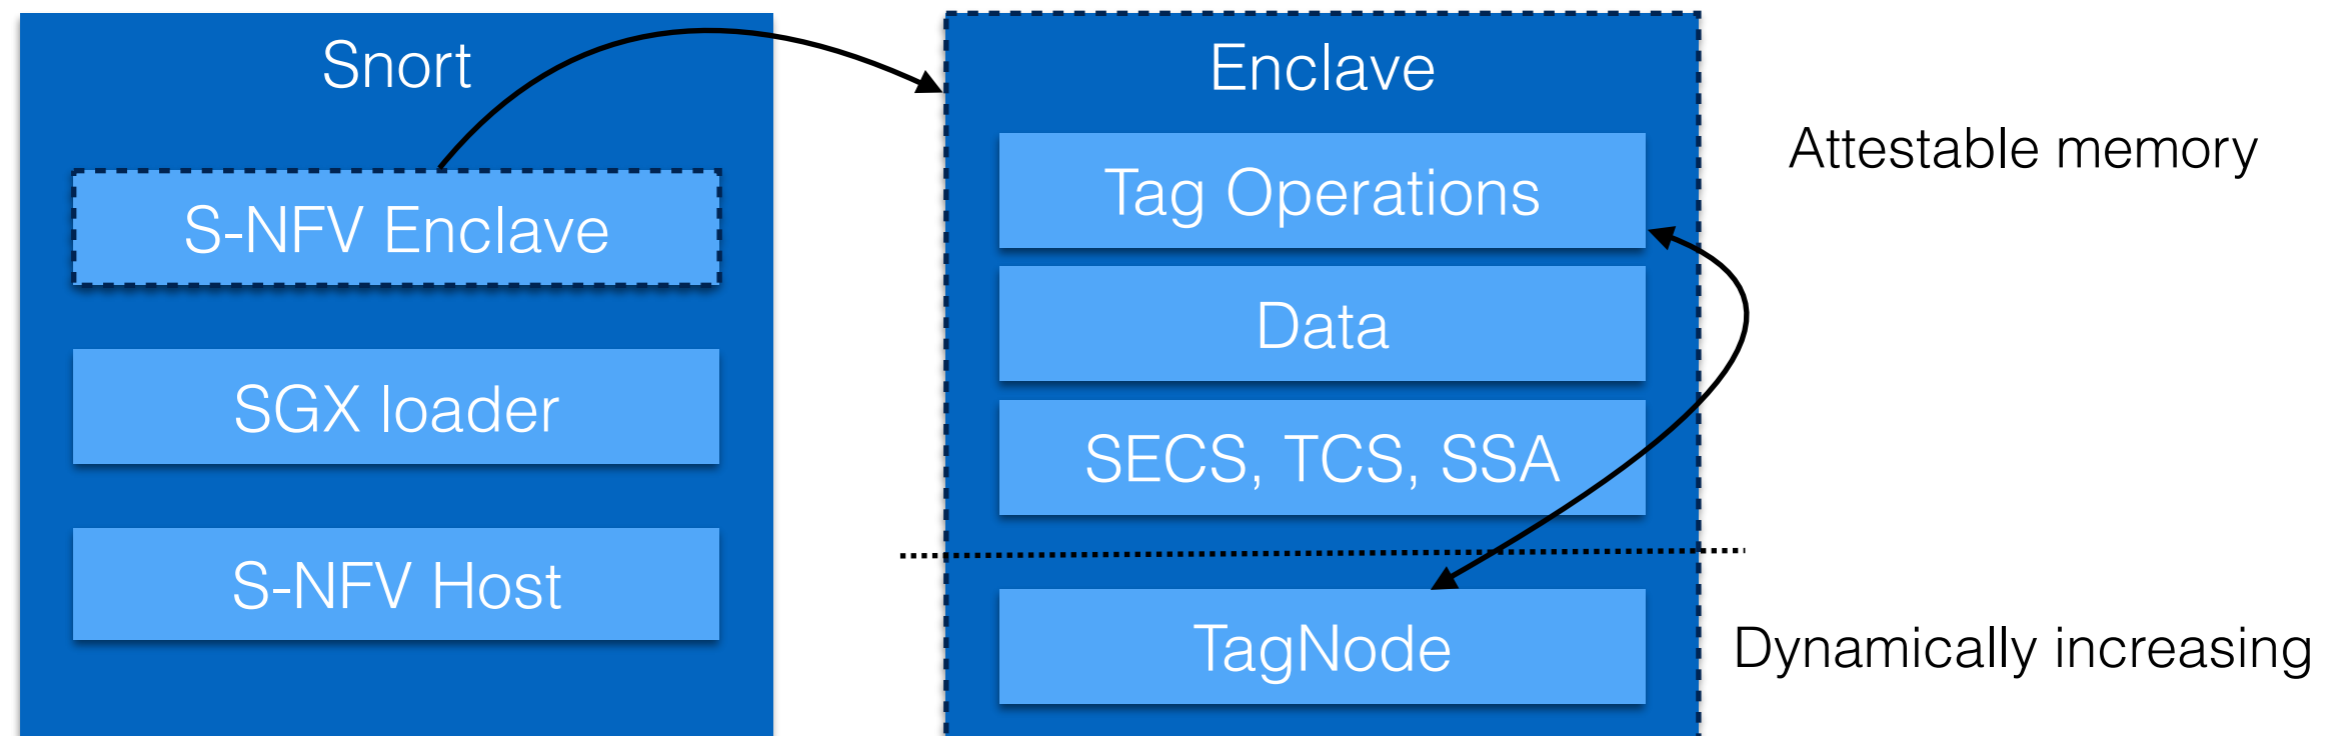 Snort
S-NFV Enclave
SGX loader
S-NFV Host
Enclave
Tag Operations
Data
SECS, TCS, SSA
TagNode
Attestable memory
Dynamically increasing